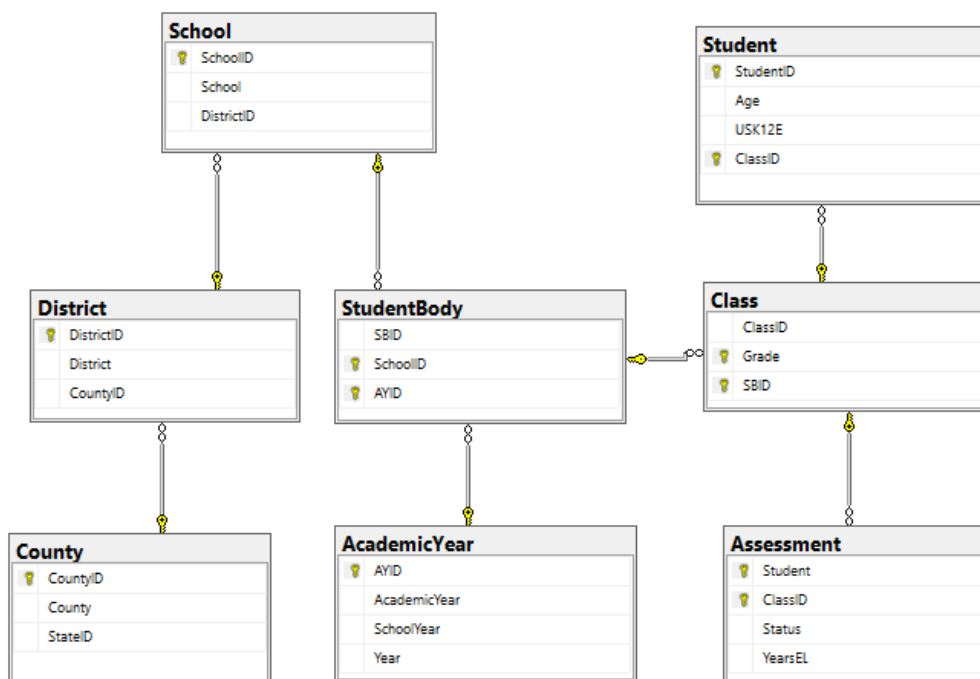 School
SchoolID
School
DistrictID
Student
StudentID
Age
USK12E
ClassID
District
DistrictID
District
CountyID
StudentBody
SBID
SchoolID
AYID
Class
ClassID
Grade
SBID
County
CountyID
County
StateID
AcademicYear
AYID
AcademicYear
SchoolYear
Year
Assessment
Student
ClassID
Status
YearsEL